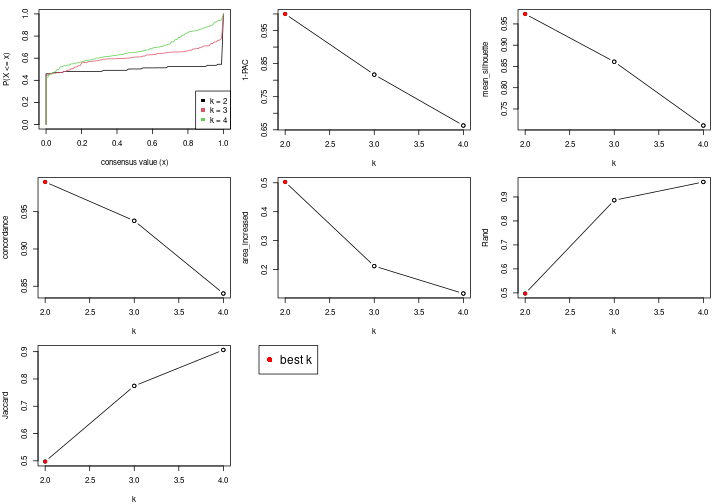 P(X <= x)
0.0 0.2 0.4 0.6 0.8 1.0
k = 2
k = 3
k = 4
0.0 0.2 0.4 0.6 0.8 1.0
consensus value (x)
1-PAC
0.65 0.75 0.85 0.95
2.0 2.5 3.0 3.5 4.0
k
mean_silhouette
0.75 0.80 0.85 0.90 0.95
2.0 2.5 3.0 3.5 4.0
k
concordance
0.85 0.90 0.95
2.0 2.5 3.0 3.5 4.0
k
area_increased
0.2 0.3 0.4 0.5
2.0 2.5 3.0 3.5 4.0
k
Rand
0.5 0.6 0.7 0.8 0.9
2.0 2.5 3.0 3.5 4.0
k
Jaccard
0.5 0.6 0.7 0.8 0.9
2.0 2.5 3.0 3.5 4.0
k
best k